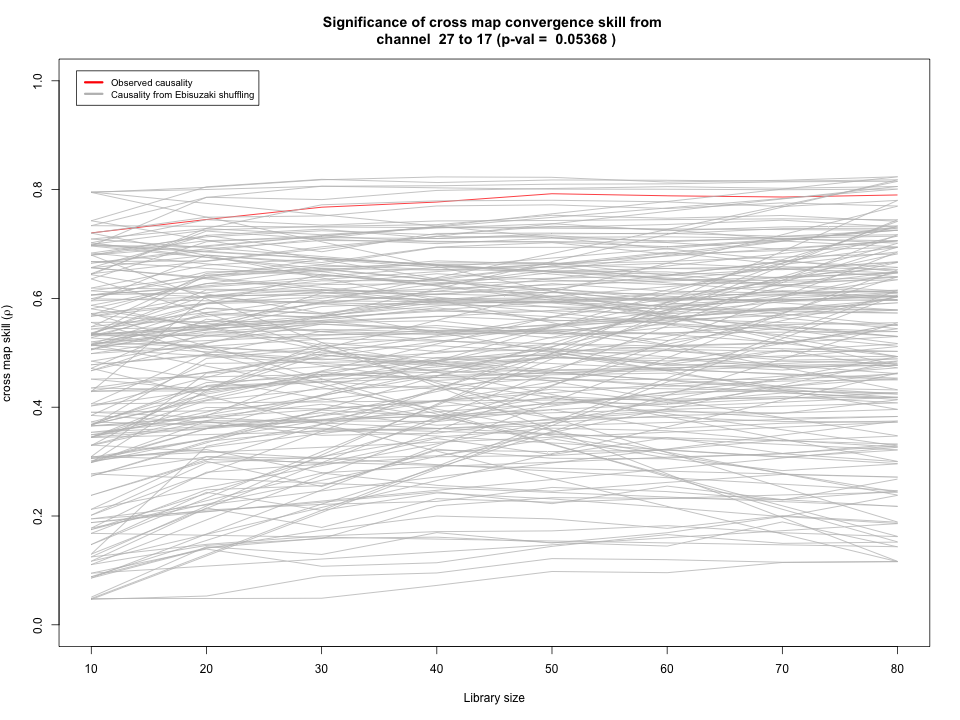 Significance of cross map convergence skill from
channel  27 to 17 (p-val =  0.05368 )
Observed causality
Causality from Ebisuzaki shuffling
1.0
0.8
0.6
0.4
0.2
0.0
cross map skill (ρ)
10 20 30 40 50 60 70 80
Library size